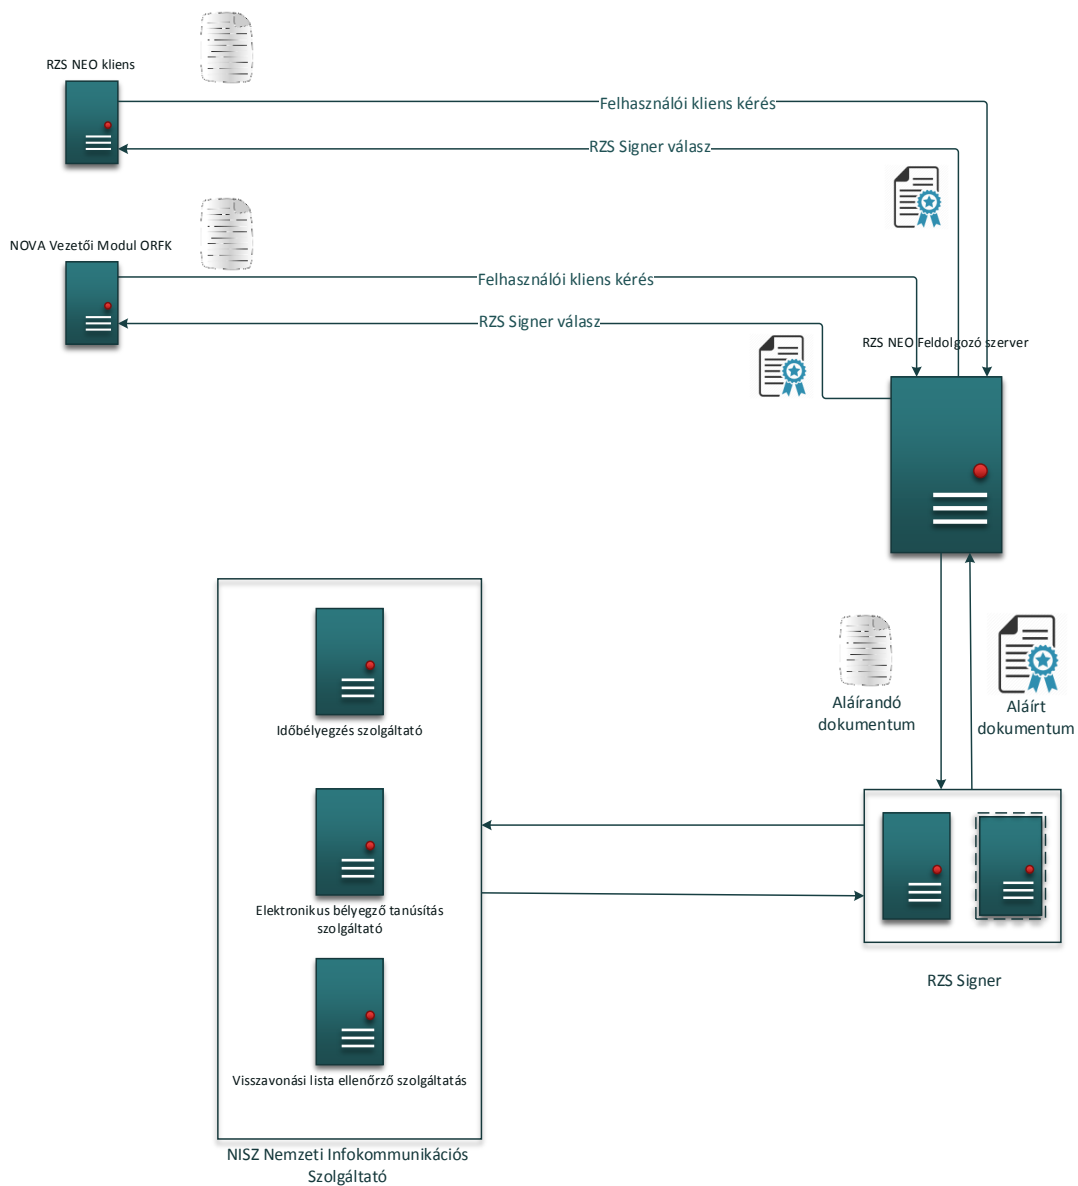 RZS NEO kliens
Felhasználói kliens kérés
RZS Signer válasz
NOVA Vezetői Modul ORFK
Felhasználói kliens kérés
RZS Signer válasz
RZS NEO Feldolgozó szerver
Aláírandó
dokumentum
Aláírt
dokumentum
Időbélyegzés szolgáltató
Elektronikus bélyegző tanúsítás
szolgáltató
RZS Signer
Visszavonási lista ellenőrző szolgáltatás
NISZ Nemzeti Infokommunikációs
Szolgáltató